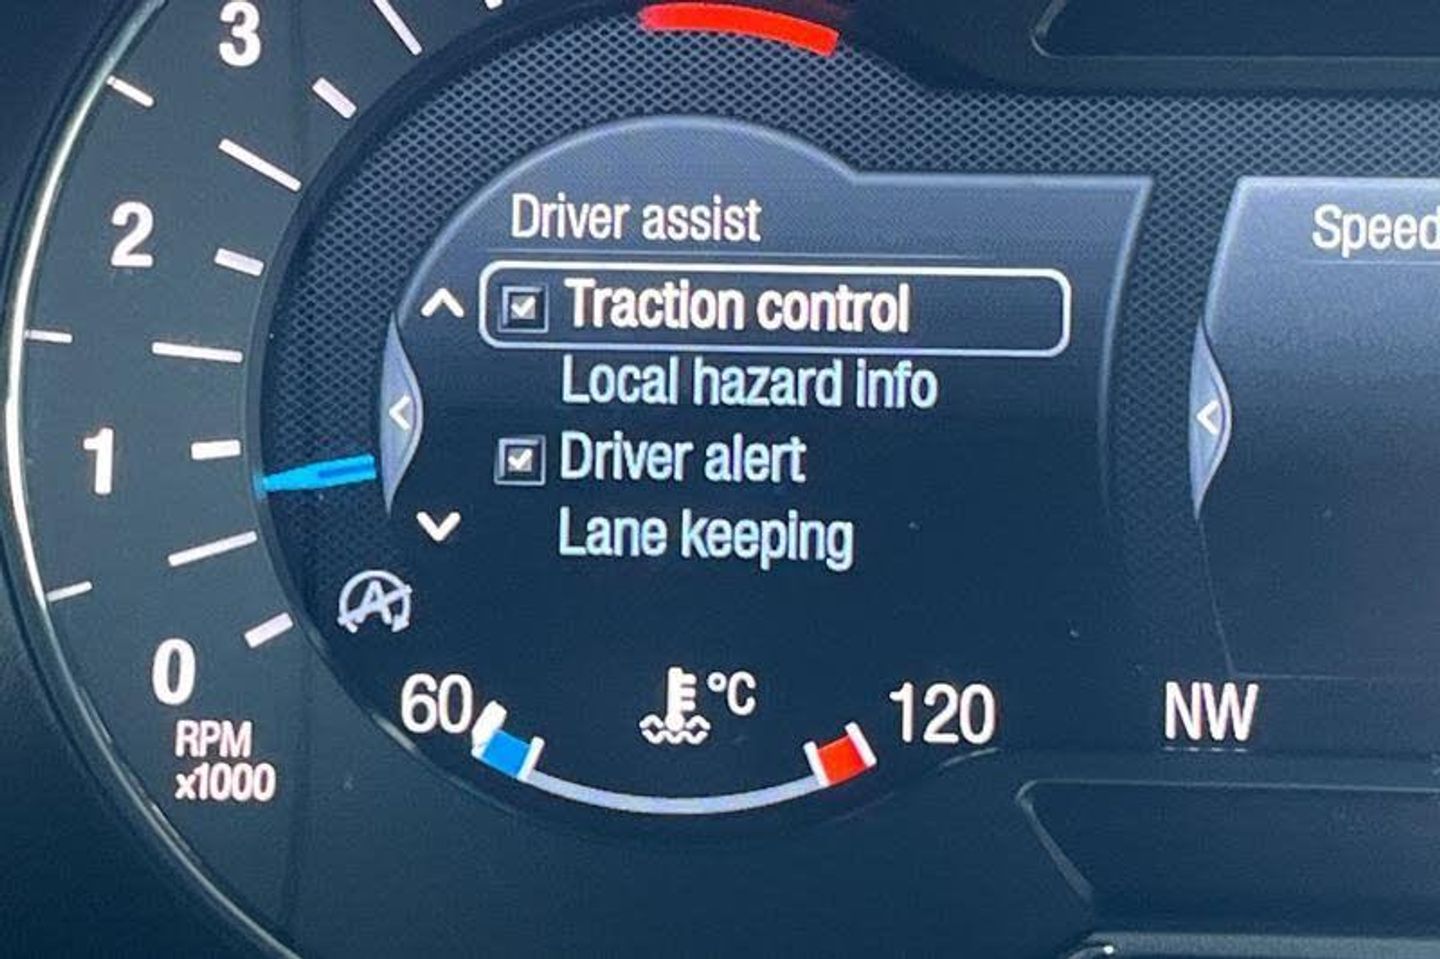 3
2
1
0
RPM
x1000
Driver assist
Traction control
Local hazard info
Driver alert
Lane keeping
A
60
°C
120
Speed
NW